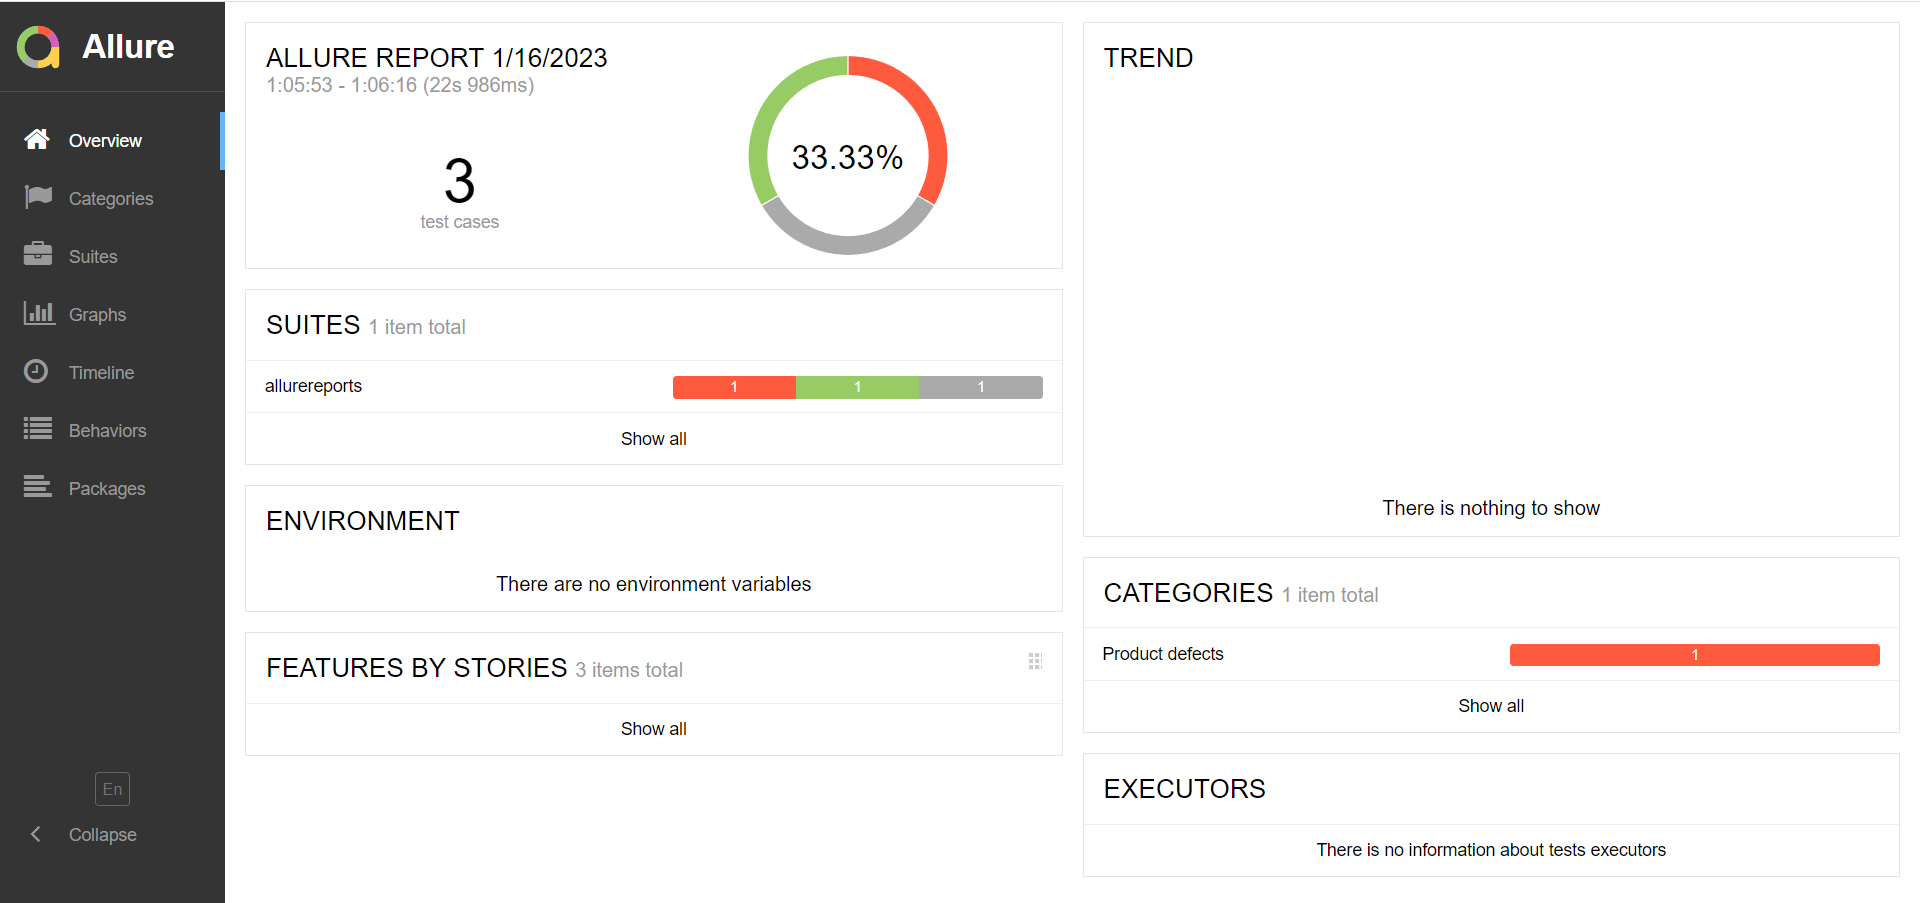 Allure
Overview
Categories
Suites
Graphs
Timeline
Behaviors
Packages
En
Collapse
ALLURE REPORT 1/16/2023
1:05:53 - 1:06:16 (22s 986ms)
3
test cases
33.33%
SUITES 1 item total
allurereports 1 1 1
Show all
ENVIRONMENT
There are no environment variables
FEATURES BY STORIES 3 items total
Show all
TREND
There is nothing to show
CATEGORIES 1 item total
Product defects 1
Show all
EXECUTORS
There is no information about tests executors